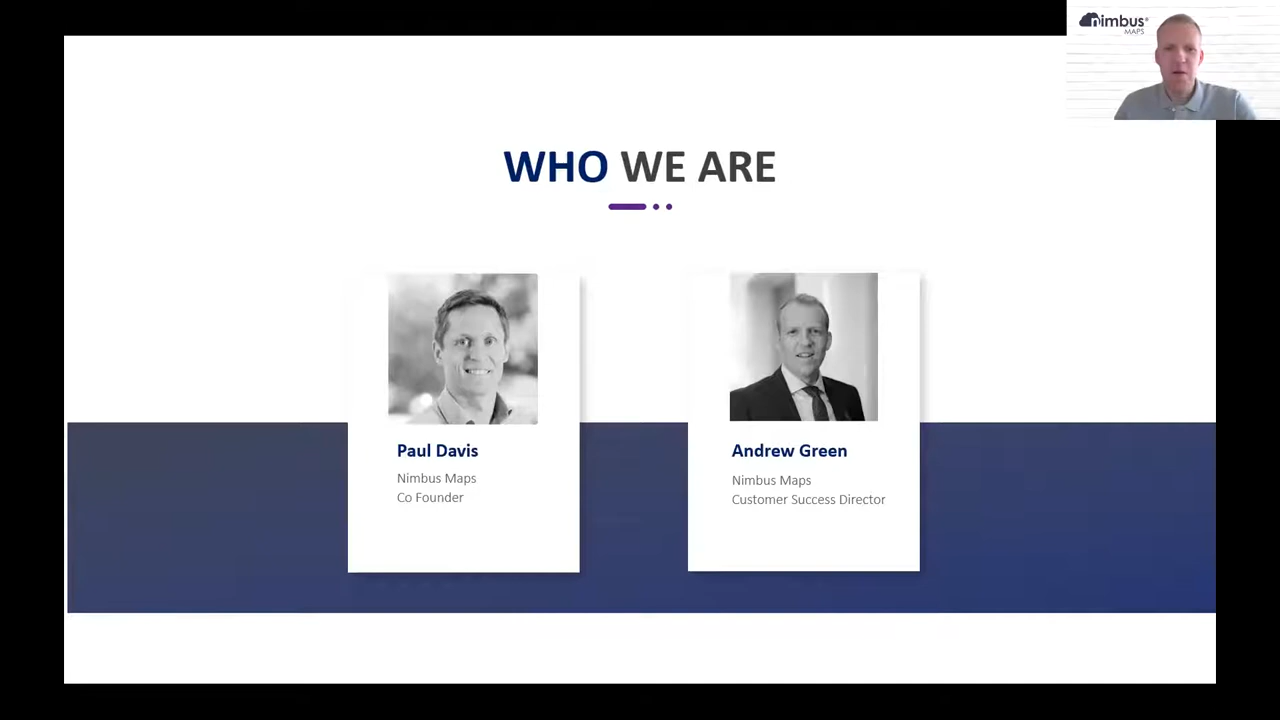 nimbus®
MAPS
WHO WE ARE
Paul Davis
Nimbus Maps
Co Founder
Andrew Green
Nimbus Maps
Customer Success Director